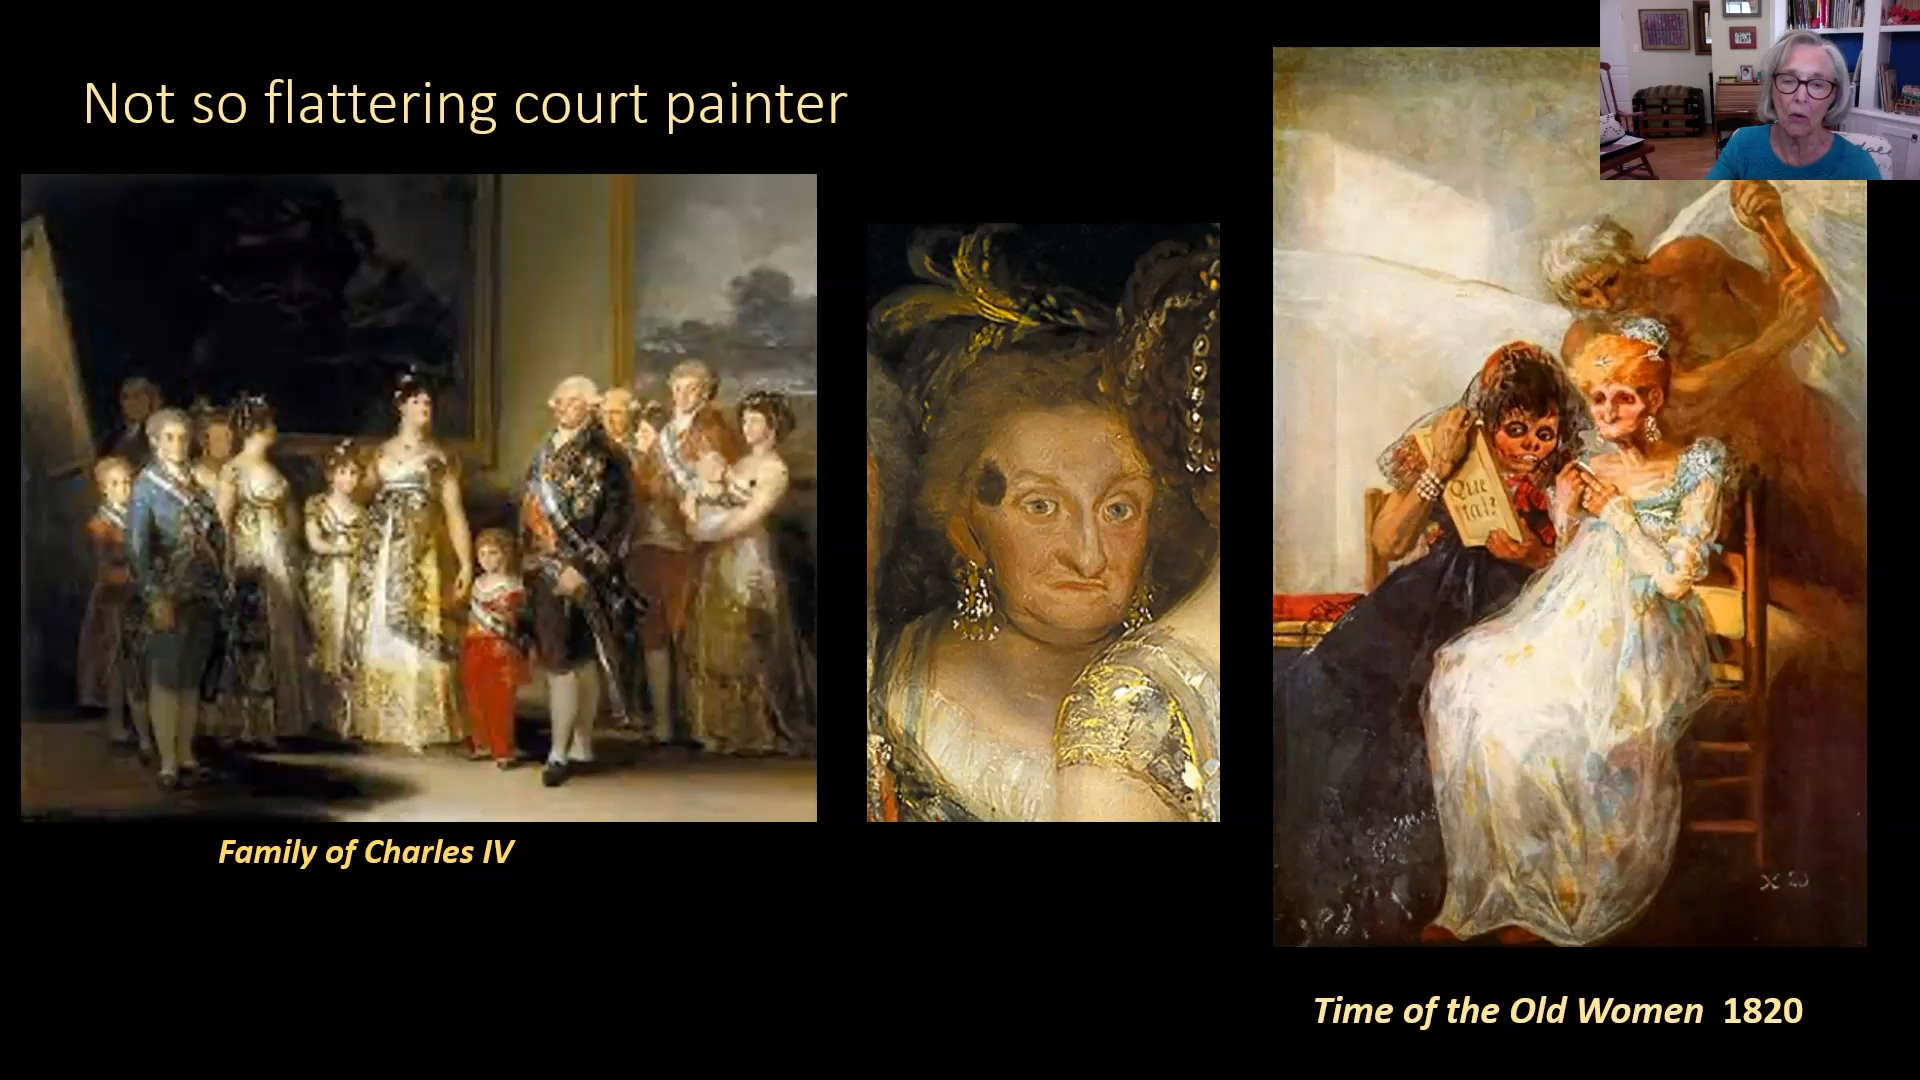 Not so flattering court painter
Que
tal?
Family of Charles IV
Time of the Old Women 1820